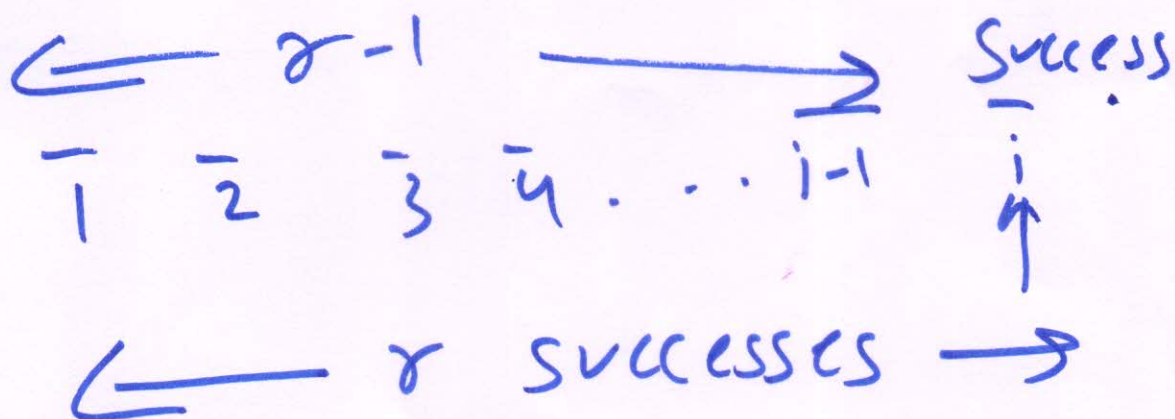 ← r-1 → Success
1 2 3 4 . . . i-1 i
← r successes →